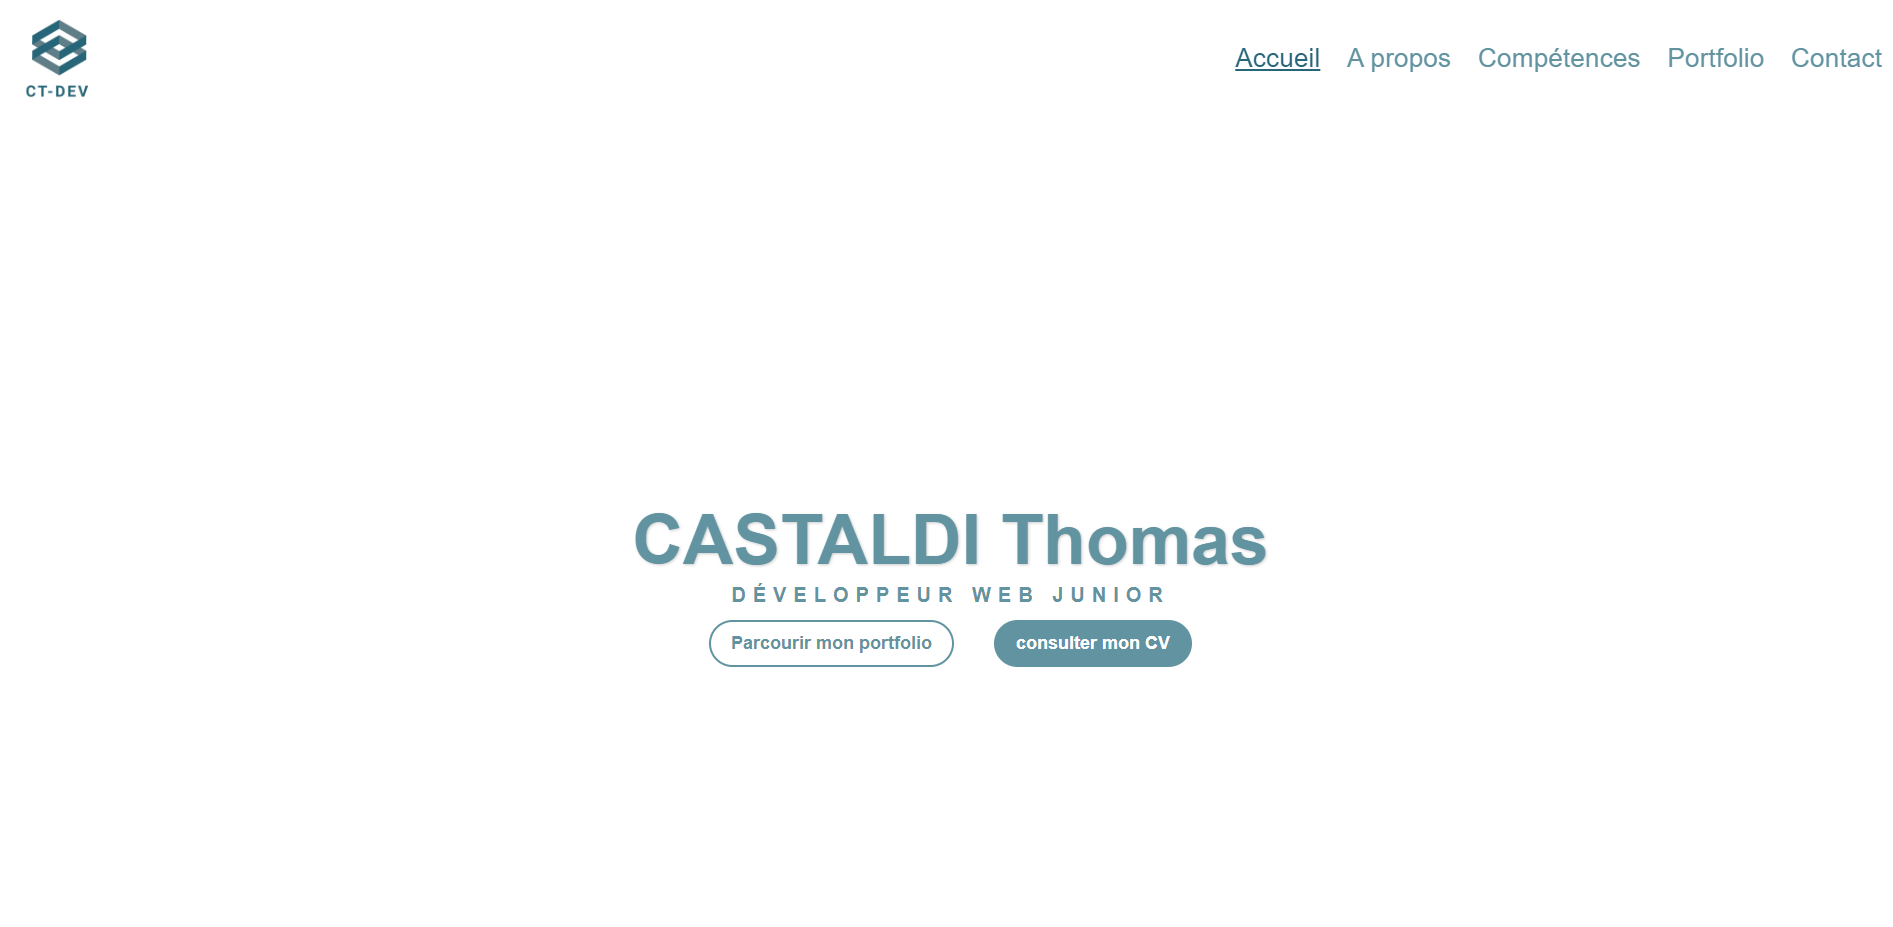 CT-DEV
Accueil A propos Compétences Portfolio Contact
CASTALDI Thomas
DÉVELOPPEUR WEB JUNIOR
Parcourir mon portfolio consulter mon CV